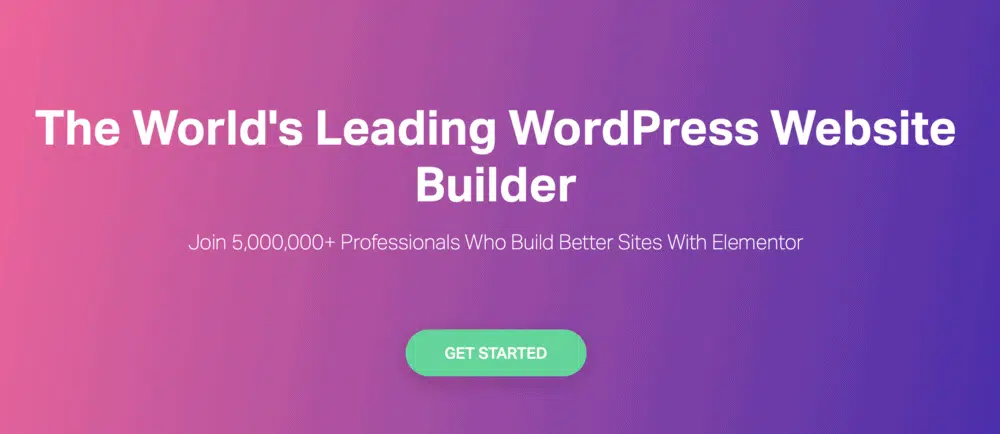 The World's Leading WordPress Website
Builder
Join 5,000,000+ Professionals Who Build Better Sites With Elementor
GET STARTED